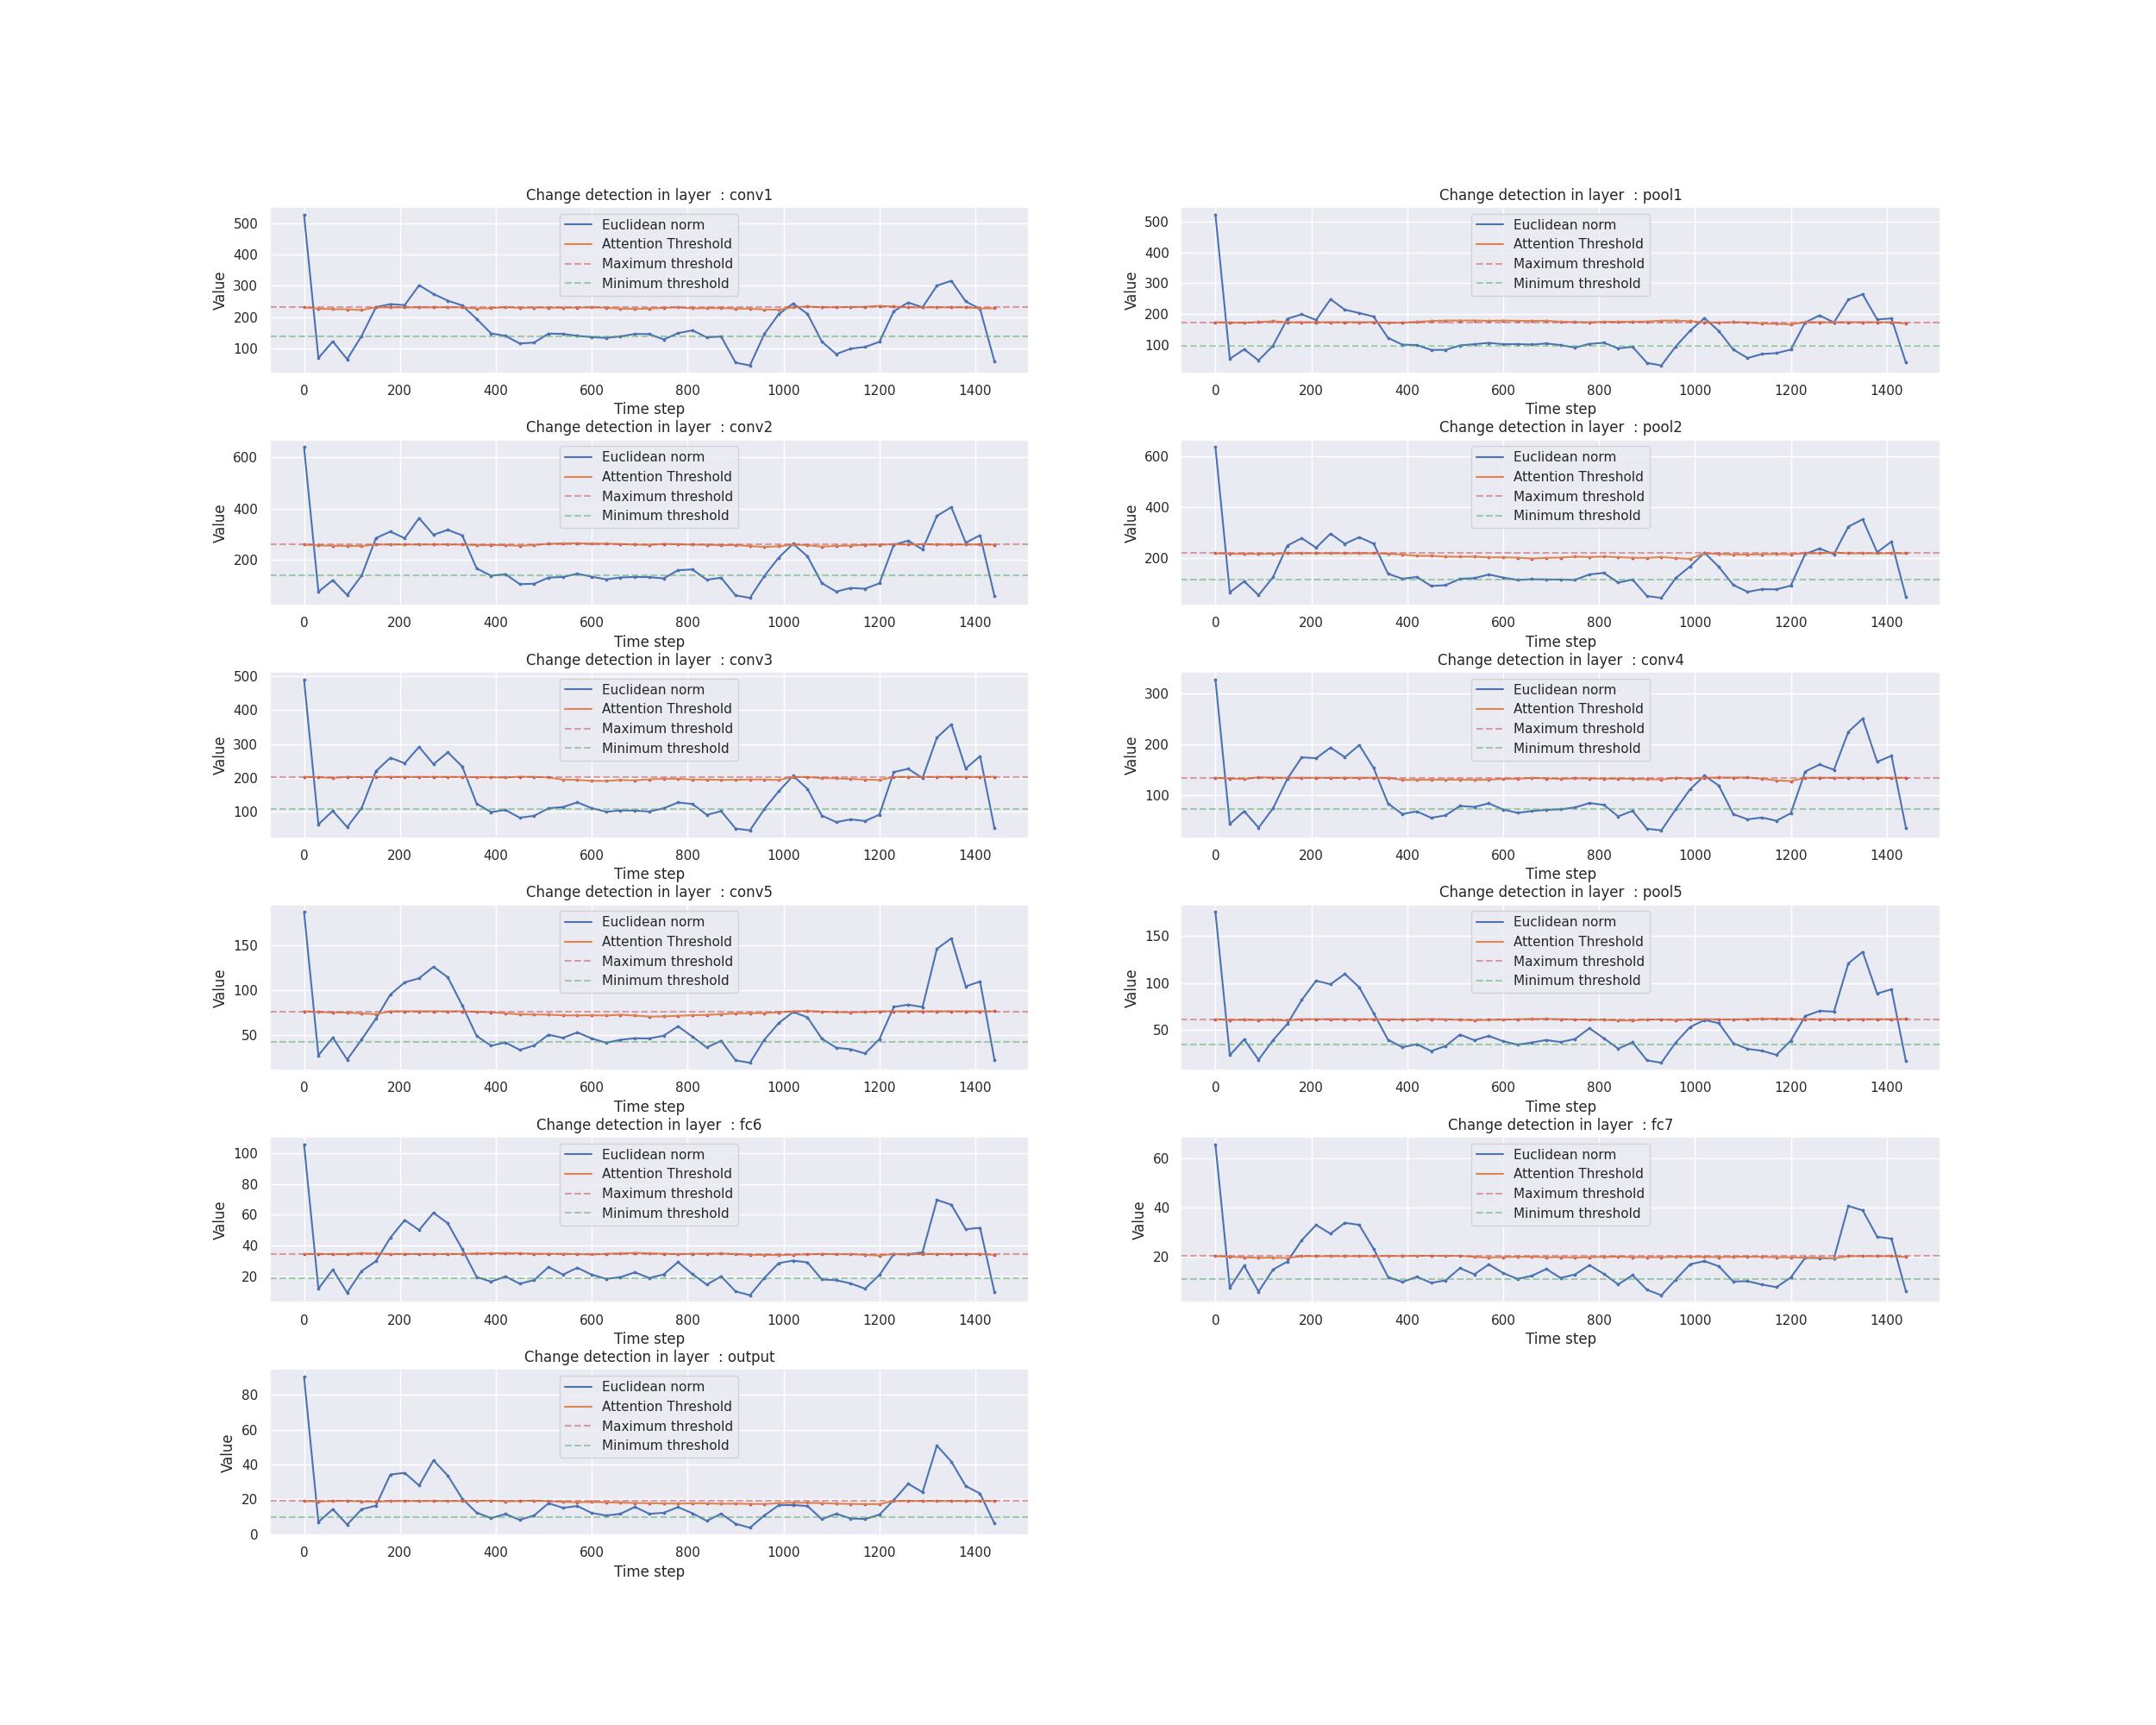 Change detection in layer  : conv1
500
400
300
200
100
Value
Euclidean norm
Attention Threshold
Maximum threshold
Minimum threshold
0 200 400 600 800 1000 1200 1400
Time step
Change detection in layer  : pool1
500
400
300
200
100
Value
Euclidean norm
Attention Threshold
Maximum threshold
Minimum threshold
0 200 400 600 800 1000 1200 1400
Time step
Change detection in layer  : conv2
600
400
200
Value
Euclidean norm
Attention Threshold
Maximum threshold
Minimum threshold
0 200 400 600 800 1000 1200 1400
Time step
Change detection in layer  : pool2
600
400
200
Value
Euclidean norm
Attention Threshold
Maximum threshold
Minimum threshold
0 200 400 600 800 1000 1200 1400
Time step
Change detection in layer  : conv3
500
400
300
200
100
Value
Euclidean norm
Attention Threshold
Maximum threshold
Minimum threshold
0 200 400 600 800 1000 1200 1400
Time step
Change detection in layer  : conv4
300
200
100
Value
Euclidean norm
Attention Threshold
Maximum threshold
Minimum threshold
0 200 400 600 800 1000 1200 1400
Time step
Change detection in layer  : conv5
150
100
50
Value
Euclidean norm
Attention Threshold
Maximum threshold
Minimum threshold
0 200 400 600 800 1000 1200 1400
Time step
Change detection in layer  : pool5
150
100
50
Value
Euclidean norm
Attention Threshold
Maximum threshold
Minimum threshold
0 200 400 600 800 1000 1200 1400
Time step
Change detection in layer  : fc6
100
80
60
40
20
Value
Euclidean norm
Attention Threshold
Maximum threshold
Minimum threshold
0 200 400 600 800 1000 1200 1400
Time step
Change detection in layer  : fc7
60
40
20
Value
Euclidean norm
Attention Threshold
Maximum threshold
Minimum threshold
0 200 400 600 800 1000 1200 1400
Time step
Change detection in layer  : output
80
60
40
20
0
Value
Euclidean norm
Attention Threshold
Maximum threshold
Minimum threshold
0 200 400 600 800 1000 1200 1400
Time step